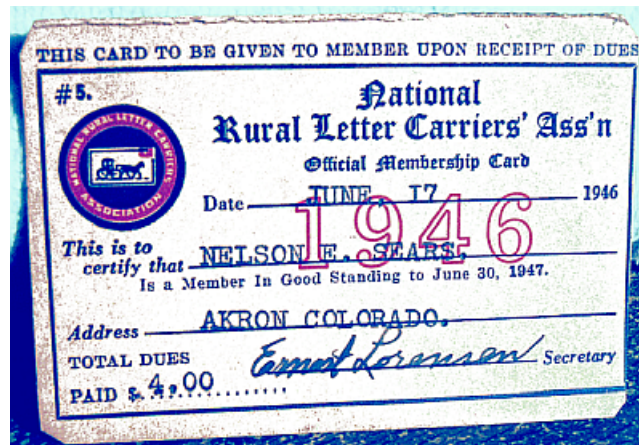 THIS CARD TO BE GIVEN TO MEMBER UPON RECEIPT OF DUES
#5.
National
Rural Letter Carriers' Ass'n
NATIONAL RURAL LETTER CARRIERS' ASSOCIATION
Official Membership Card
Date JUNE, 17 1946
1946
This is to
certify that NELSON E. SEARS.
Is a Member In Good Standing to June 30, 1947.
Address AKRON COLORADO.
TOTAL DUES
Ernest Loransen Secretary
PAID $ 4.00